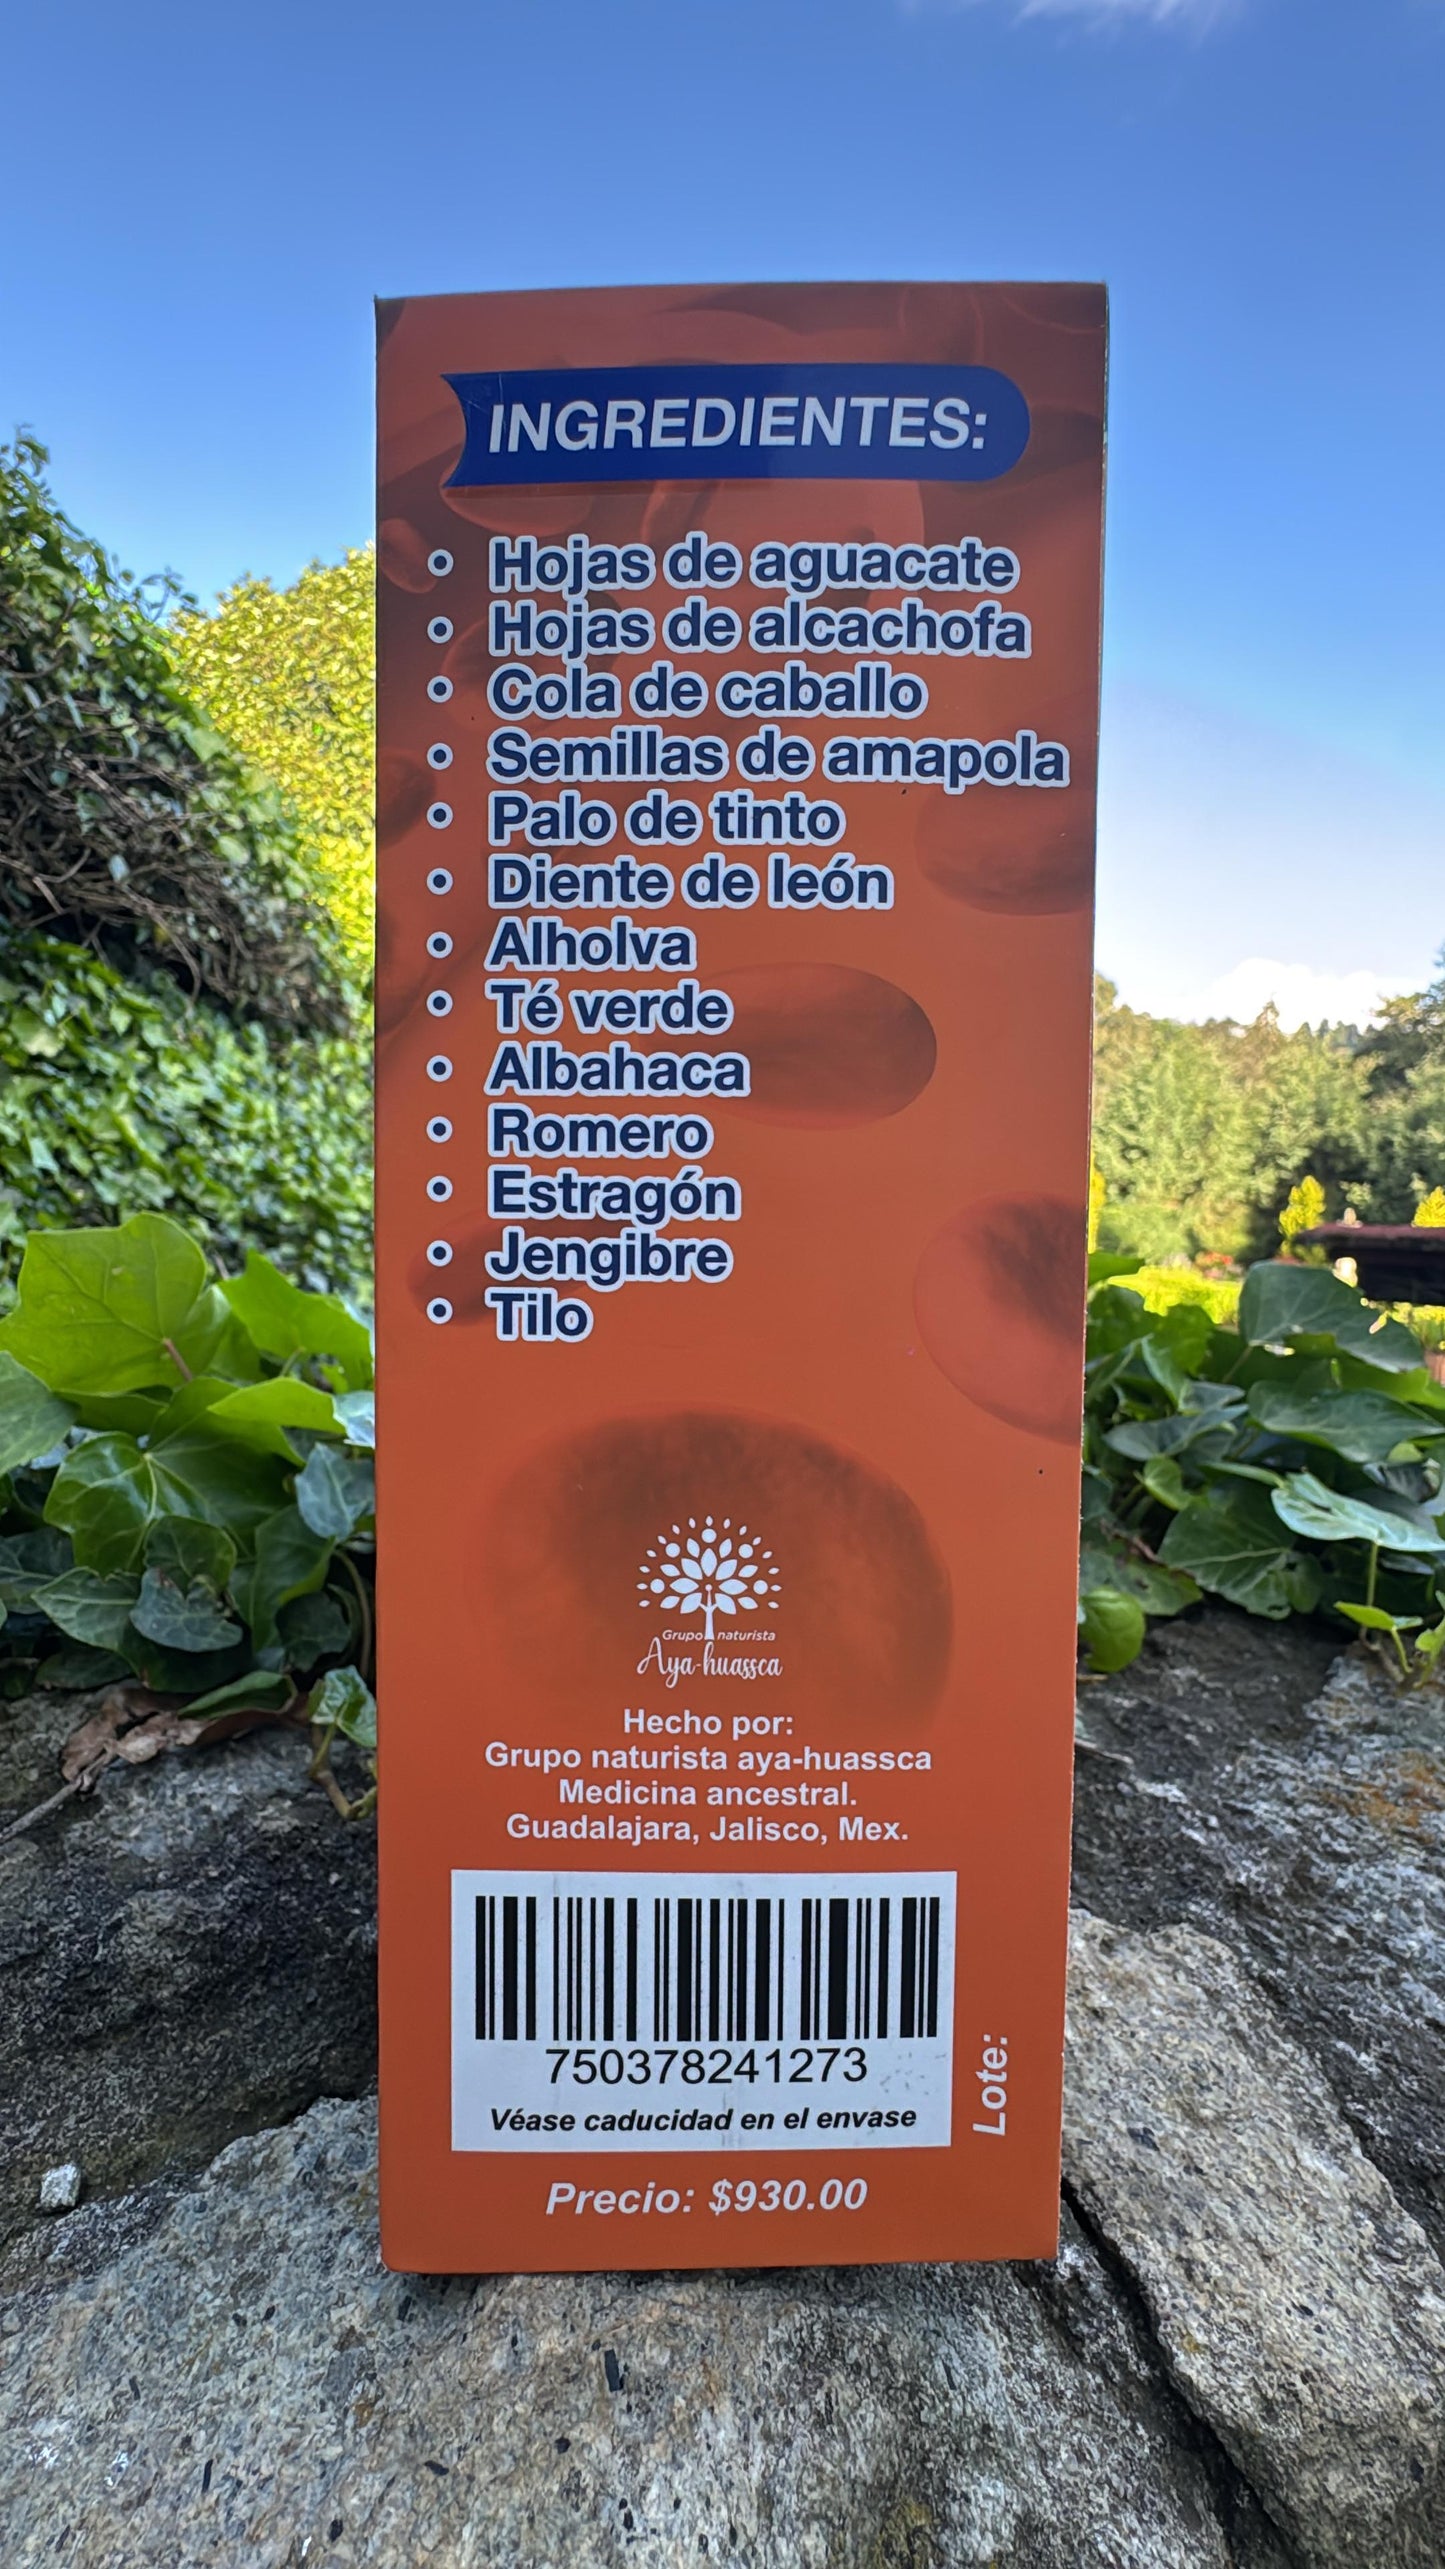 INGREDIENTES:
Hojas de aguacate
Hojas de alcachofa
Cola de caballo
Semillas de amapola
Palo de tinto
Diente de león
Alholva
Té verde
Albahaca
Romero
Estragón
Jengibre
Tilo
Grupo naturista
Aya-huassca
Hecho por:
Grupo naturista aya-huassca
Medicina ancestral.
Guadalajara, Jalisco, Mex.
750378241273
Véase caducidad en el envase
Lote:
Precio: $930.00